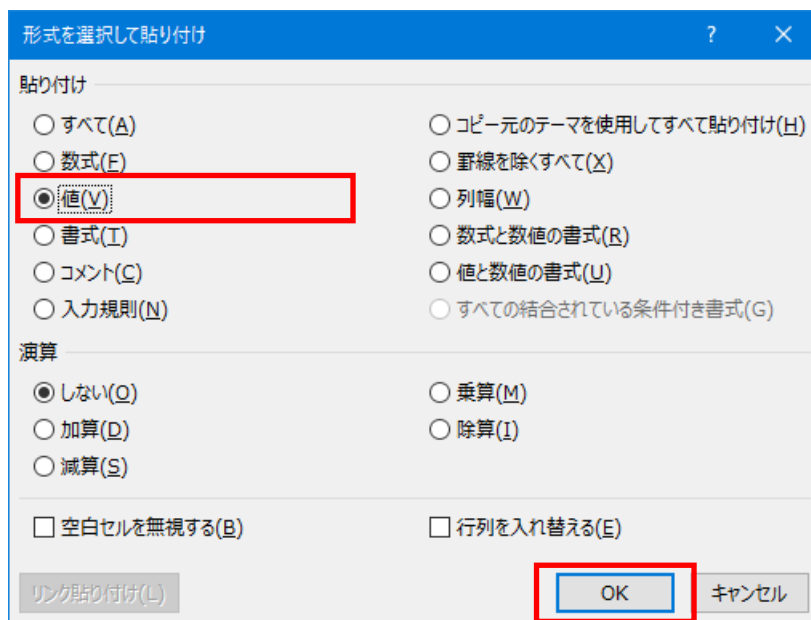 形式を選択して貼り付け ? ×
貼り付け
すべて(A)
数式(F)
値(V)
書式(T)
コメント(C)
入力規則(N)
コピー元のテーマを使用してすべて貼り付け(H)
罫線を除くすべて(X)
列幅(W)
数式と数値の書式(R)
値と数値の書式(U)
すべての結合されている条件付き書式(G)
演算
しない(O)
加算(D)
減算(S)
乗算(M)
除算(I)
空白セルを無視する(B)
行列を入れ替える(E)
リンク貼り付け(L)
OK
キャンセル